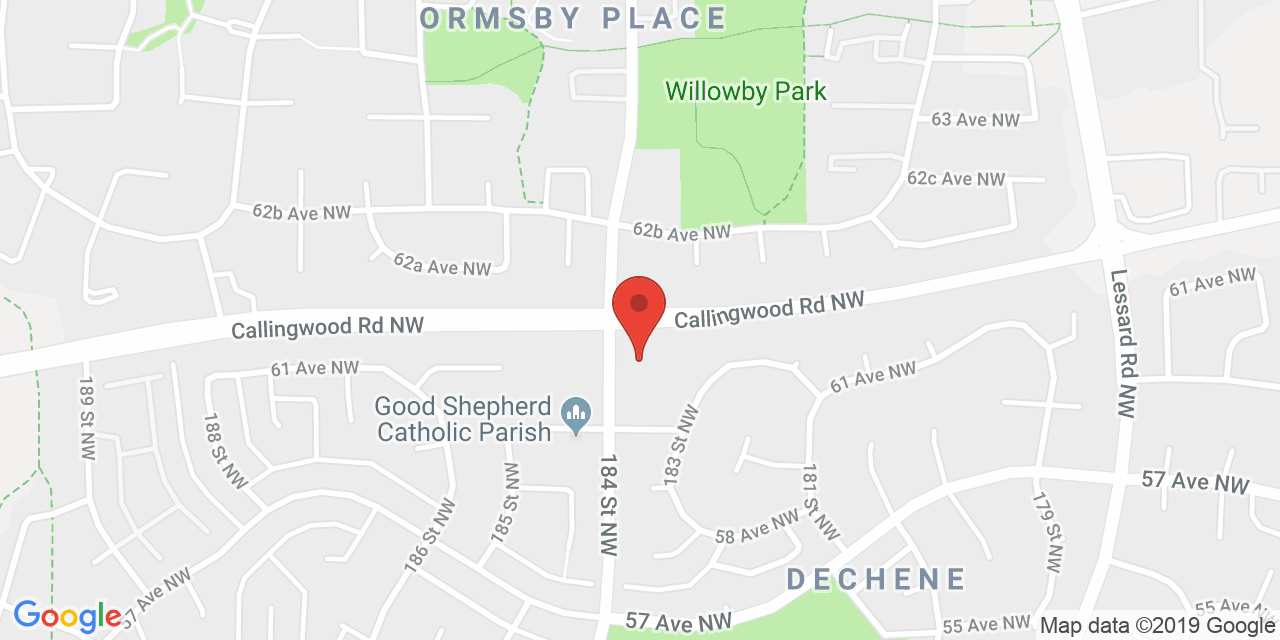 ORMSBY PLACE
Willowby Park
63 Ave NW
62c Ave NW
62b Ave NW
62b Ave NW
62a Ave NW
61 Ave NW
Callingwood Rd NW
Callingwood Rd NW
Lessard Rd NW
61 Ave NW
61 Ave NW
189 St NW
188 St NW
Good Shepherd
Catholic Parish
183 St NW
184 St NW
185 St NW
186 St NW
181 St NW
57 Ave NW
179 St NW
58 Ave NW
DECHENE
57 Ave NW
57 Ave NW
55 Ave NW
55 Ave
Google
Map data ©2019 Google